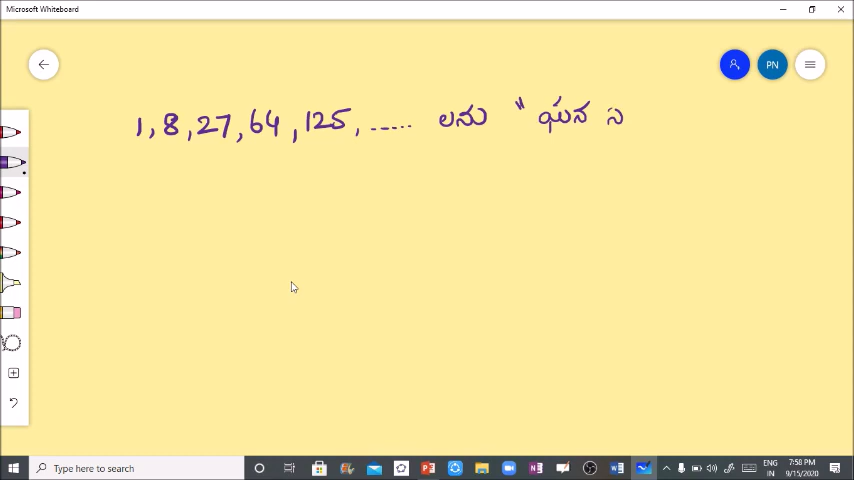 Microsoft Whiteboard
PN
1, 8, 27, 64, 125, ..... లను " ఘన
Type here to search
ENG
IN
7:58 PM
9/15/2020